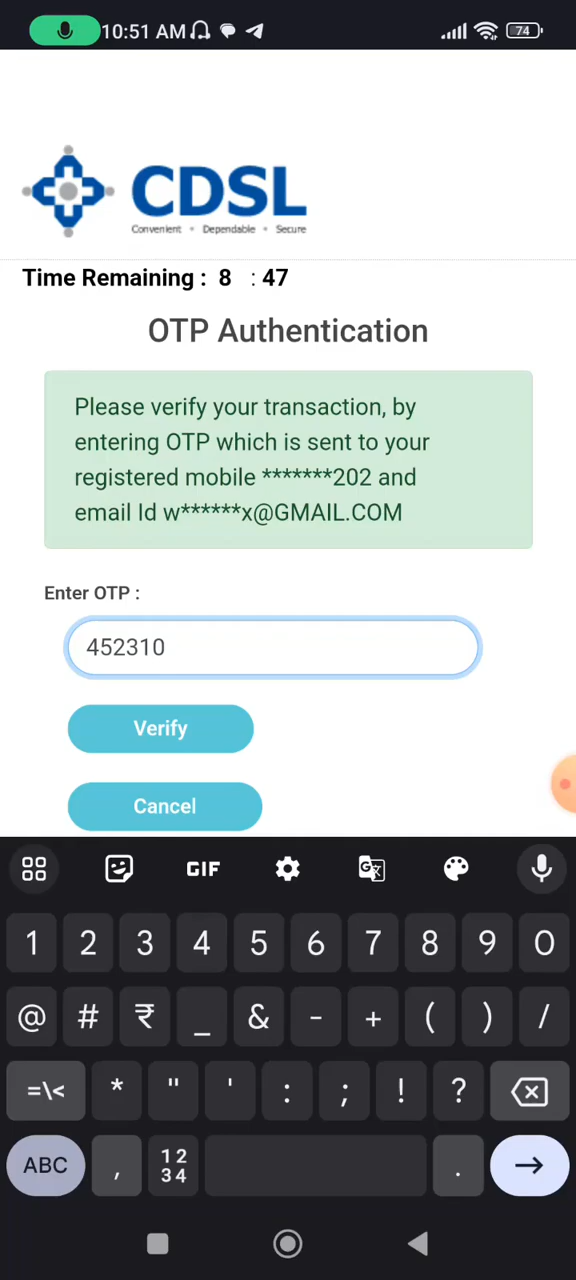 10:51 AM
74
CDSL
Convenient • Dependable • Secure
Time Remaining : 8 : 47
OTP Authentication
Please verify your transaction, by
entering OTP which is sent to your
registered mobile *******202 and
email Id w******x@GMAIL.COM
Enter OTP :
452310
Verify
Cancel
GIF
1 2 3 4 5 6 7 8 9 0
@ # ₹ _ & - + ( ) /
=\< * " ' : ; ! ?
ABC , 12 34 .